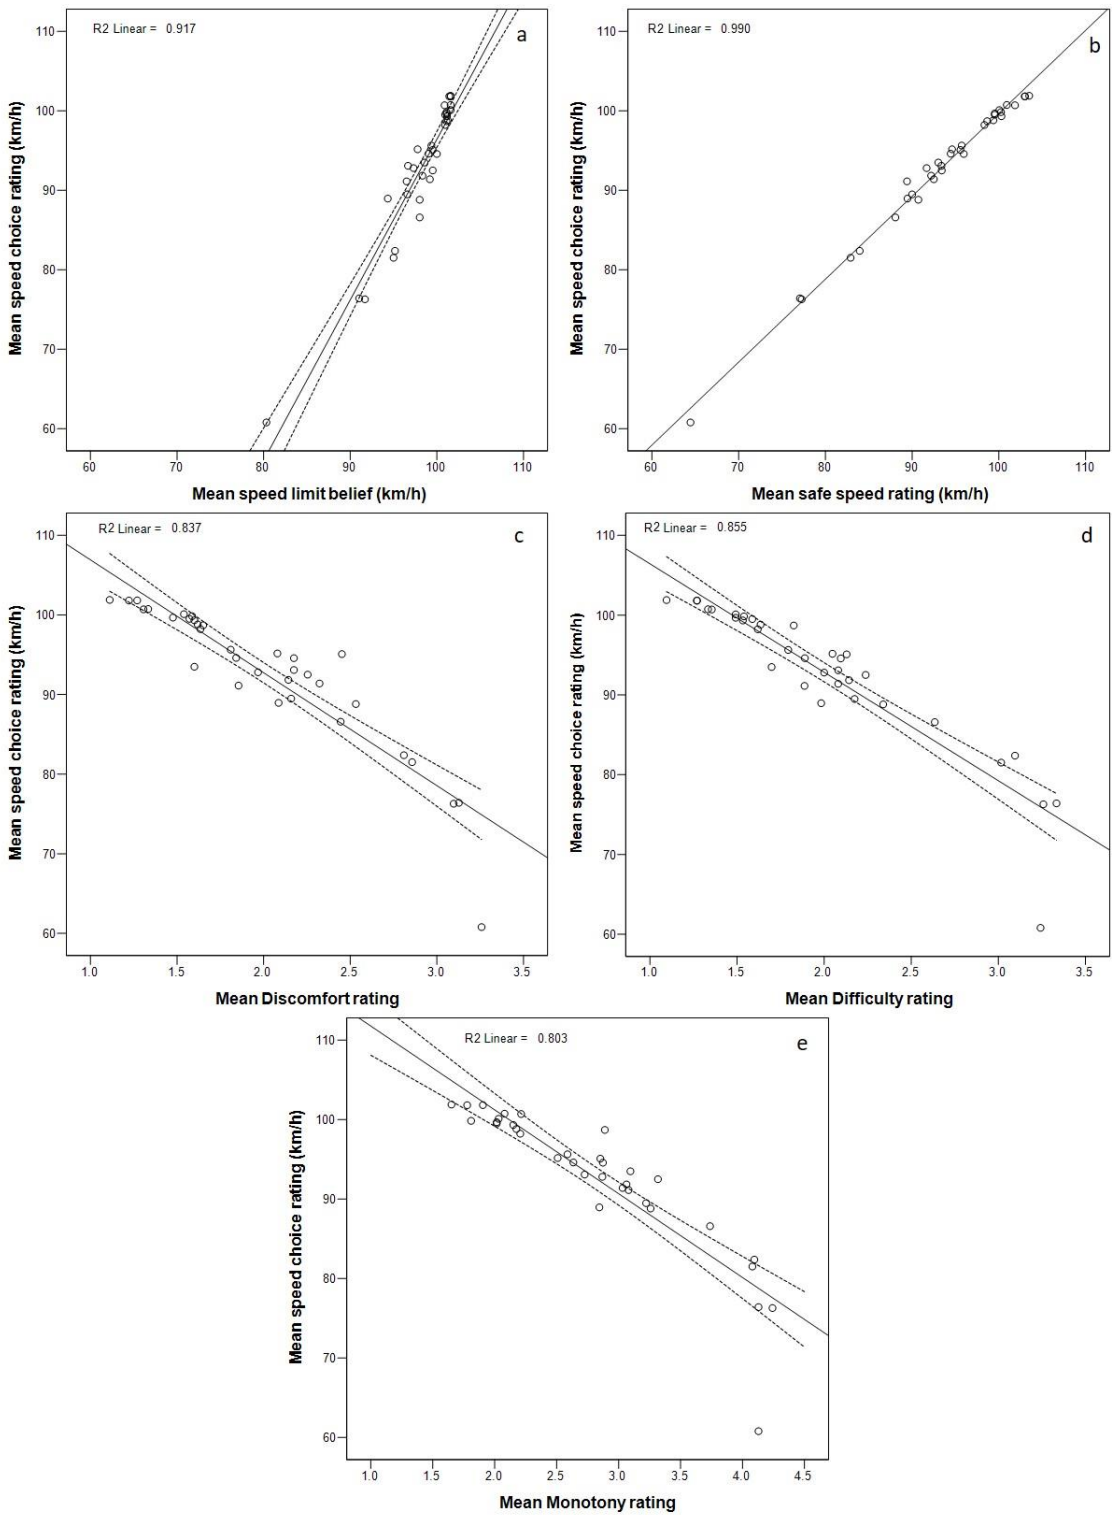 R2 Linear = 0.917
a
110
100
90
80
70
60
Mean speed choice rating (km/h)
60 70 80 90 100 110
Mean speed limit belief (km/h)
R2 Linear = 0.990
b
110
100
90
80
70
60
Mean speed choice rating (km/h)
60 70 80 90 100 110
Mean safe speed rating (km/h)
R2 Linear = 0.837
c
110
100
90
80
70
60
Mean speed choice rating (km/h)
1.0 1.5 2.0 2.5 3.0 3.5
Mean Discomfort rating
R2 Linear = 0.855
d
110
100
90
80
70
60
Mean speed choice rating (km/h)
1.0 1.5 2.0 2.5 3.0 3.5
Mean Difficulty rating
R2 Linear = 0.803
e
110
100
90
80
70
60
Mean speed choice rating (km/h)
1.0 1.5 2.0 2.5 3.0 3.5 4.0 4.5
Mean Monotony rating